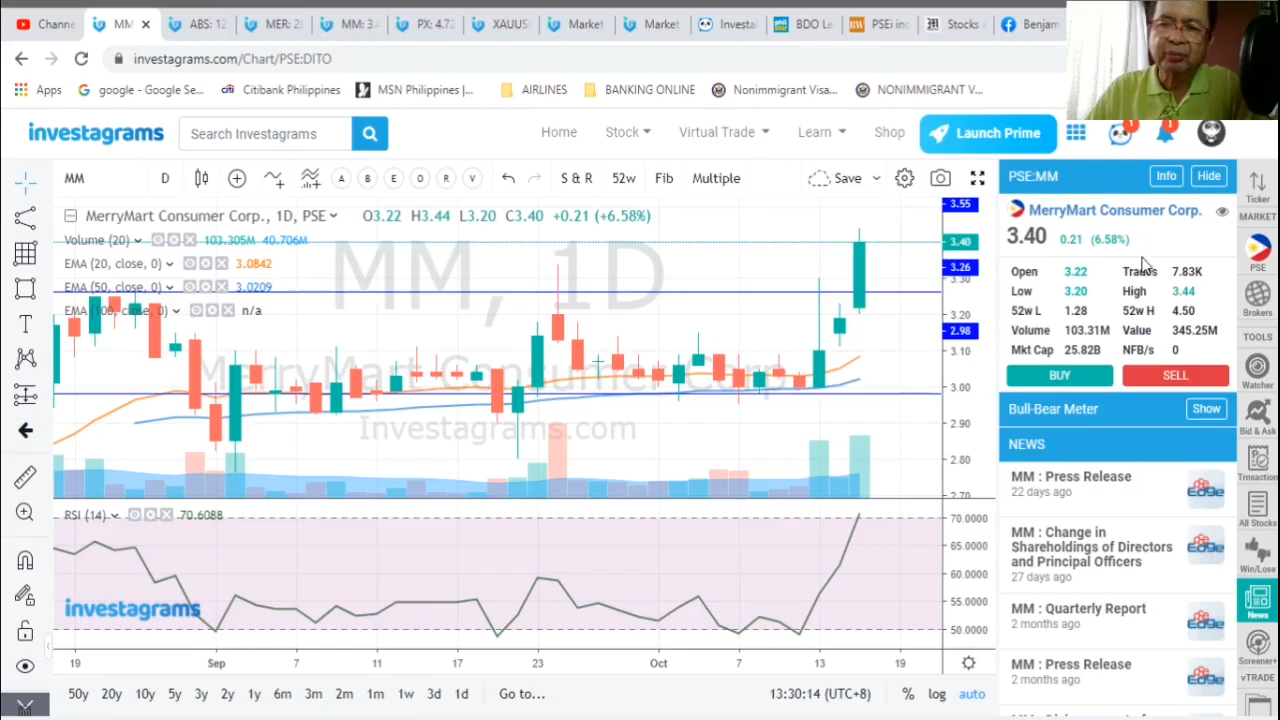 Channe
MM
ABS: 12
MER: 28
MM: 3.4
PX: 4.72
XAUUS
Market
Market
Investa
BDO Le
PSEi inc
Stocks
Benjam
investagrams.com/Chart/PSE:DITO
Apps
google - Google Se...
Citibank Philippines
MSN Philippines |...
AIRLINES
BANKING ONLINE
Nonimmigrant Visa...
NONIMMIGRANT V...
investagrams
Search Investagrams
Home
Stock
Virtual Trade
Learn
Shop
Launch Prime
1
1
MM
D
A
B
E
O
R
V
S & R
52w
Fib
Multiple
Save
PSE:MM
Info
Hide
Ticker
MerryMart Consumer Corp., 1D, PSE
O3.22 H3.44 L3.20 C3.40 +0.21 (+6.58%)
Volume (20) 103.305M 40.706M
EMA (20, close, 0) 3.0842
EMA (50, close, 0) 3.0209
EMA (100, close, 0) n/a
MM, 1D
MerryMart Consumer Corp.
Investagrams.com
3.55
3.40
3.30
3.26
3.20
2.98
3.10
3.00
2.90
2.80
2.70
MerryMart Consumer Corp.
3.40 0.21 (6.58%)
Open 3.22 Trades 7.83K
Low 3.20 High 3.44
52w L 1.28 52w H 4.50
Volume 103.31M Value 345.25M
Mkt Cap 25.82B NFB/s 0
BUY
SELL
Bull-Bear Meter
Show
NEWS
MM : Press Release
22 days ago
Edge
MM : Change in
Shareholdings of Directors
and Principal Officers
27 days ago
Edge
MM : Quarterly Report
2 months ago
Edge
MM : Press Release
2 months ago
Edge
MARKET
PSE
Brokers
TOOLS
Watcher
Bid & Ask
Trnsaction
All Stocks
Win/Lose
News
Screener+
vTRADE
RSI (14) 70.6088
investagrams
70.0000
65.0000
60.0000
55.0000
50.0000
19
Sep
7
11
17
23
Oct
7
13
19
50y
20y
10y
5y
3y
2y
1y
6m
3m
2m
1m
1w
3d
1d
Go to...
13:30:14 (UTC+8)
%
log
auto